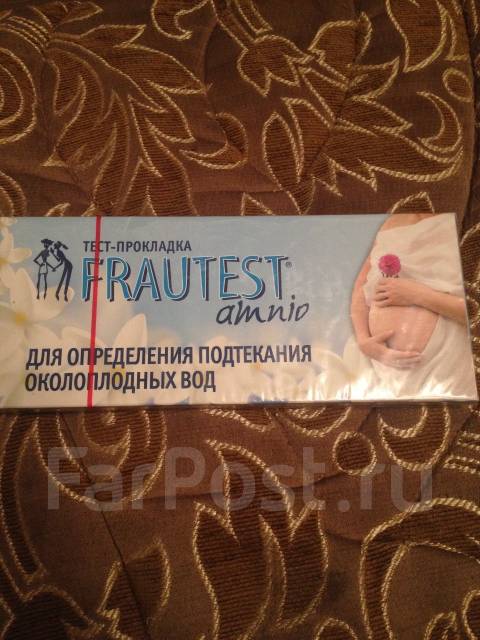 ТЕСТ-ПРОКЛАДКА
FRAUTEST®
amnio
ДЛЯ ОПРЕДЕЛЕНИЯ ПОДТЕКАНИЯ
ОКОЛОПЛОДНЫХ ВОД
FarPost.ru